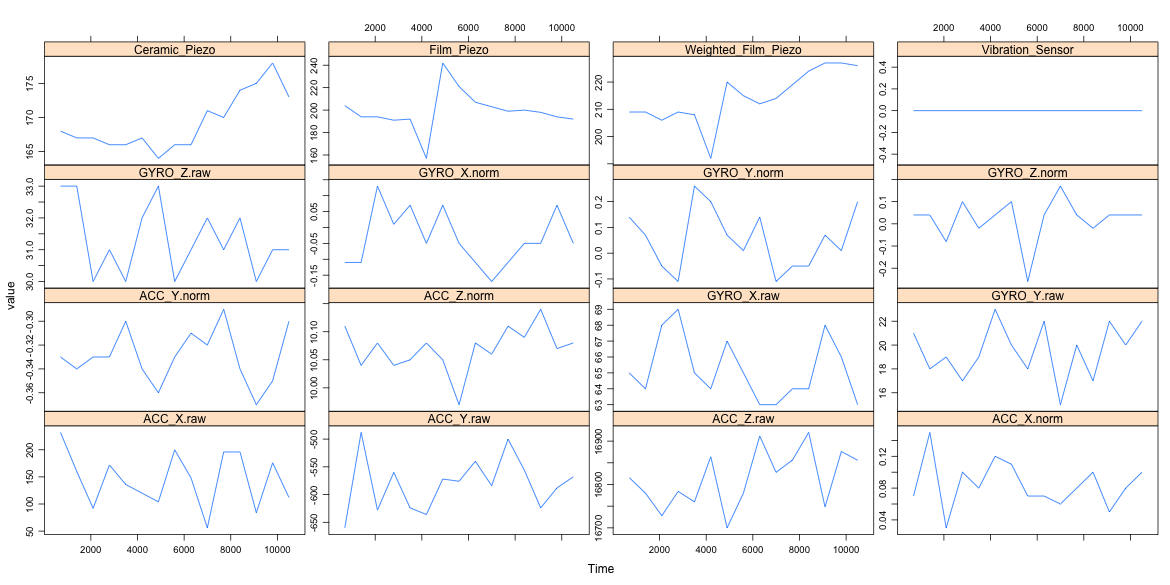 2000 4000 6000 8000 10000 2000 4000 6000 8000 10000
Ceramic_Piezo Film_Piezo Weighted_Film_Piezo Vibration_Sensor
165 170 175
160 180 200 220 240
200 210 220
-0.4 -0.2 0.0 0.2 0.4
GYRO_Z.raw GYRO_X.norm GYRO_Y.norm GYRO_Z.norm
30.0 31.0 32.0 33.0
-0.15 -0.05 0.05
-0.1 0.0 0.1 0.2
-0.2 -0.1 0.0 0.1
ACC_Y.norm ACC_Z.norm GYRO_X.raw GYRO_Y.raw
-0.36 -0.34 -0.32 -0.30
10.00 10.05 10.10
63 64 65 66 67 68 69
16 18 20 22
ACC_X.raw ACC_Y.raw ACC_Z.raw ACC_X.norm
50 100 150 200
-650 -600 -550 -500
16700 16800 16900
0.04 0.08 0.12
2000 4000 6000 8000 10000 2000 4000 6000 8000 10000
value
Time